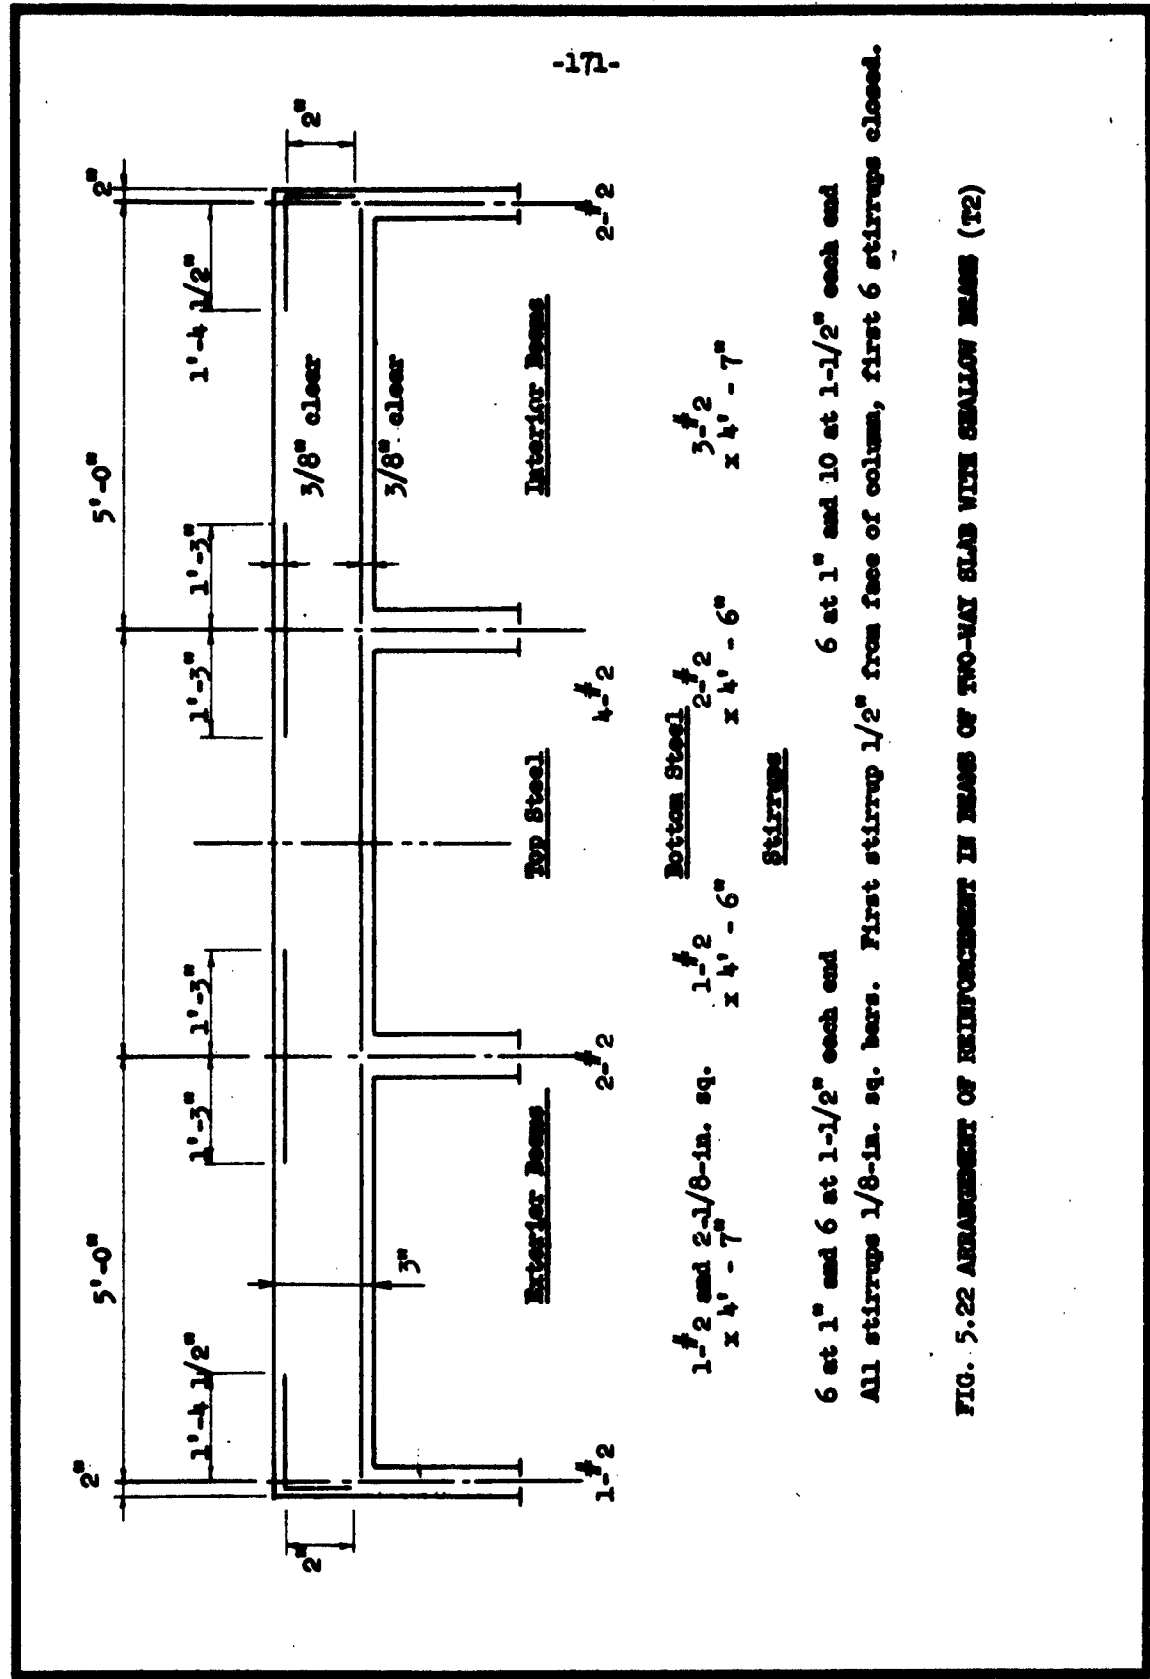 -171-
2" 5'-0" 5'-0" 2"
1'-4 1/2" 1'-3" 1'-3" 1'-3" 1'-3" 1'-4 1/2"
2" 2"
3/8" clear
3" 3/8" clear
Exterior Beams Top Steel Interior Beams
1-#2 2-#2 4-#2 2-#2
Bottom Steel
1-#2 and 2-1/8-in. sq. 1-#2 2-#2 3-#2
x 4' - 7" x 4' - 6" x 4' - 6" x 4' - 7"
Stirrups
6 at 1" and 6 at 1-1/2" each end 6 at 1" and 10 at 1-1/2" each end
All stirrups 1/8-in. sq. bars. First stirrup 1/2" from face of column, first 6 stirrups closed.
FIG. 5.22 ARRANGEMENT OF REINFORCEMENT IN BEAMS OF TWO-WAY SLAB WITH SHALLOW BEAMS (T2)